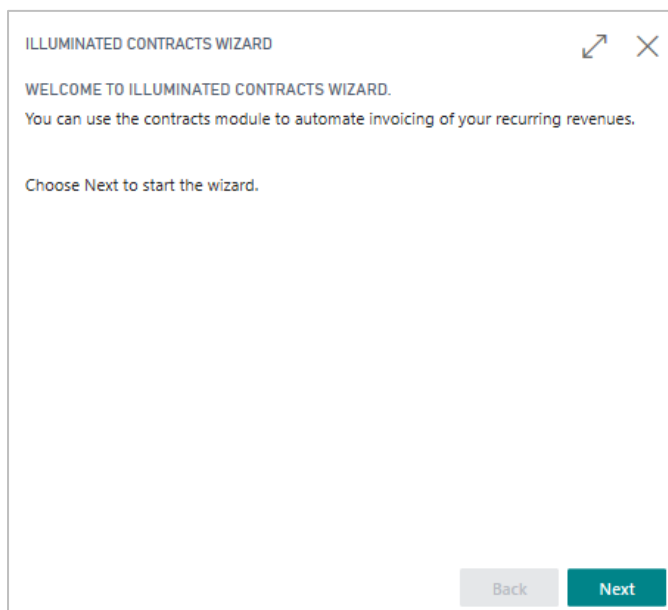 ILLUMINATED CONTRACTS WIZARD
WELCOME TO ILLUMINATED CONTRACTS WIZARD.
You can use the contracts module to automate invoicing of your recurring revenues.
Choose Next to start the wizard.
Back
Next